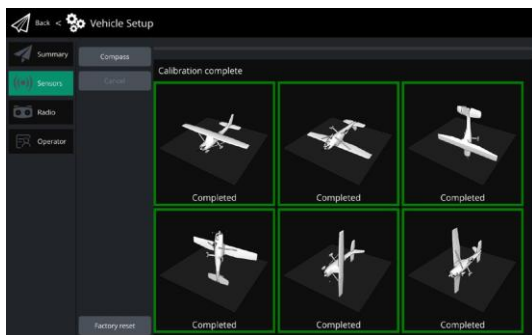 Back < Vehicle Setup
Summary
Compass
Calibration complete
Sensors
Cancel
Radio
Operator
Completed
Completed
Completed
Completed
Completed
Completed
Factory reset